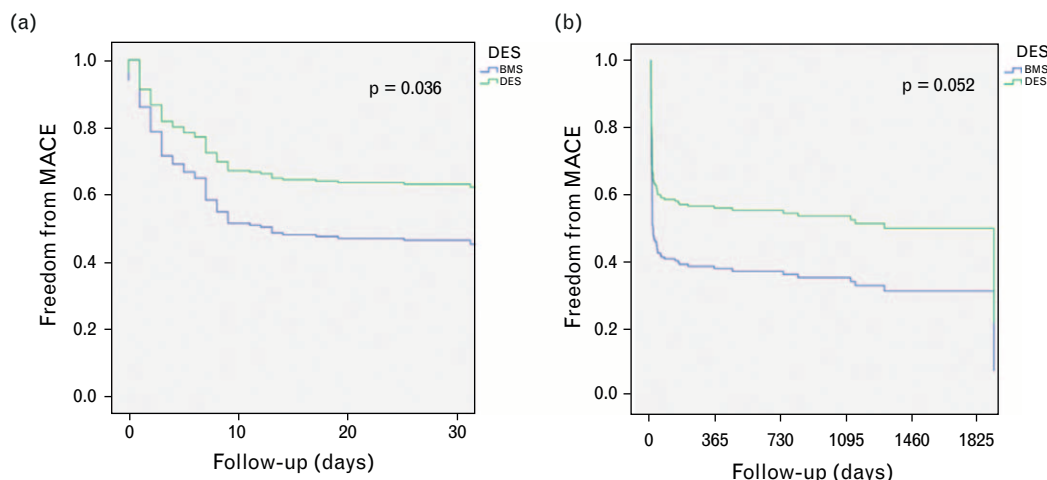 (a)
DES
BMS
DES
p = 0.036
Freedom from MACE
1.0
0.8
0.6
0.4
0.2
0.0
0 10 20 30
Follow-up (days)
(b)
DES
BMS
DES
p = 0.052
Freedom from MACE
1.0
0.8
0.6
0.4
0.2
0.0
0 365 730 1095 1460 1825
Follow-up (days)